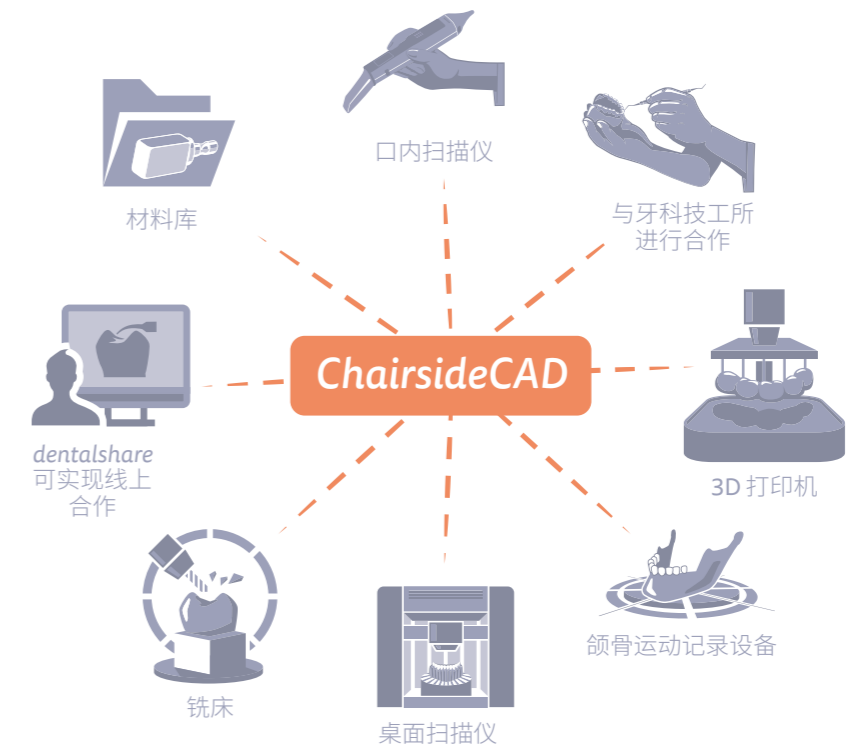 口内扫描仪
材料库
与牙科技工所
进行合作
ChairsideCAD
dentalshare
可实现线上
合作
3D 打印机
颌骨运动记录设备
铣床
桌面扫描仪